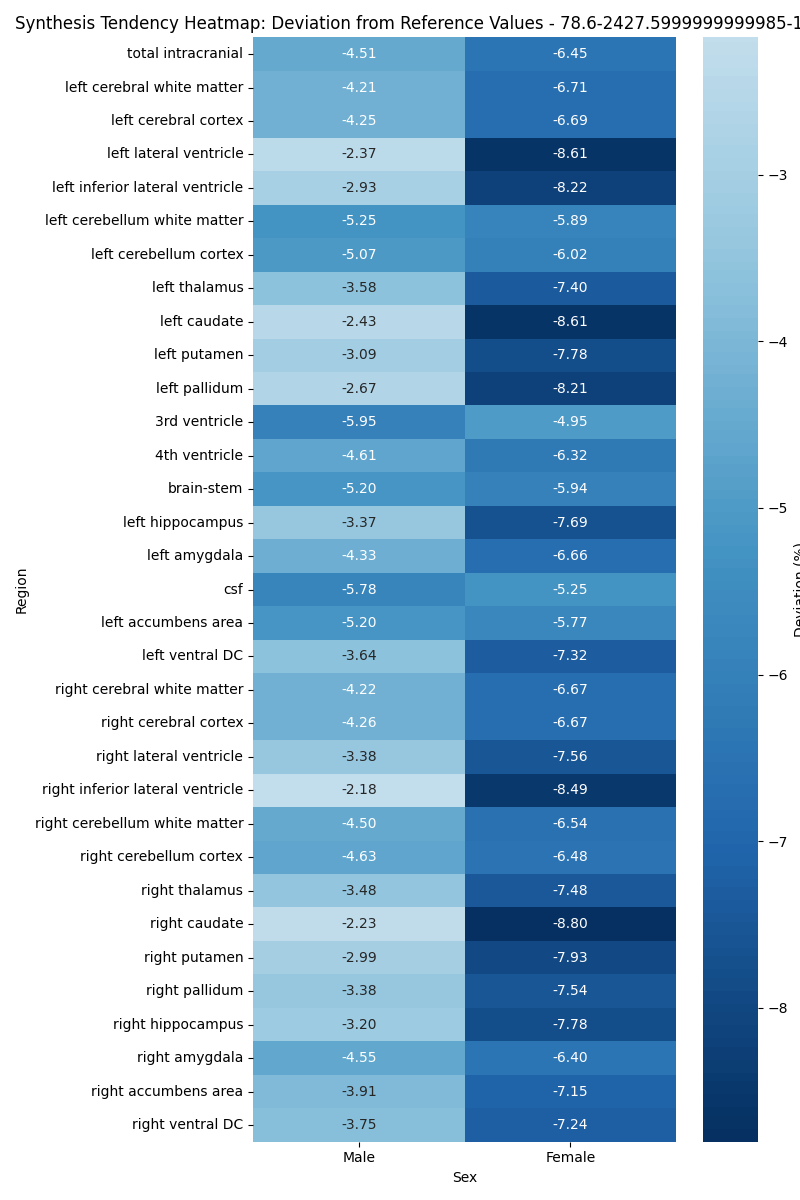 Synthesis Tendency Heatmap: Deviation from Reference Values - 78.6-2427.5999999999985-1
total intracranial -4.51 -6.45
left cerebral white matter -4.21 -6.71
left cerebral cortex -4.25 -6.69
left lateral ventricle -2.37 -8.61
left inferior lateral ventricle -2.93 -8.22
left cerebellum white matter -5.25 -5.89
left cerebellum cortex -5.07 -6.02
left thalamus -3.58 -7.40
left caudate -2.43 -8.61
left putamen -3.09 -7.78
left pallidum -2.67 -8.21
3rd ventricle -5.95 -4.95
4th ventricle -4.61 -6.32
brain-stem -5.20 -5.94
left hippocampus -3.37 -7.69
left amygdala -4.33 -6.66
csf -5.78 -5.25
left accumbens area -5.20 -5.77
left ventral DC -3.64 -7.32
right cerebral white matter -4.22 -6.67
right cerebral cortex -4.26 -6.67
right lateral ventricle -3.38 -7.56
right inferior lateral ventricle -2.18 -8.49
right cerebellum white matter -4.50 -6.54
right cerebellum cortex -4.63 -6.48
right thalamus -3.48 -7.48
right caudate -2.23 -8.80
right putamen -2.99 -7.93
right pallidum -3.38 -7.54
right hippocampus -3.20 -7.78
right amygdala -4.55 -6.40
right accumbens area -3.91 -7.15
right ventral DC -3.75 -7.24
Male Female
Sex
Region
−3
−4
−5
−6
−7
−8
Deviation (%)